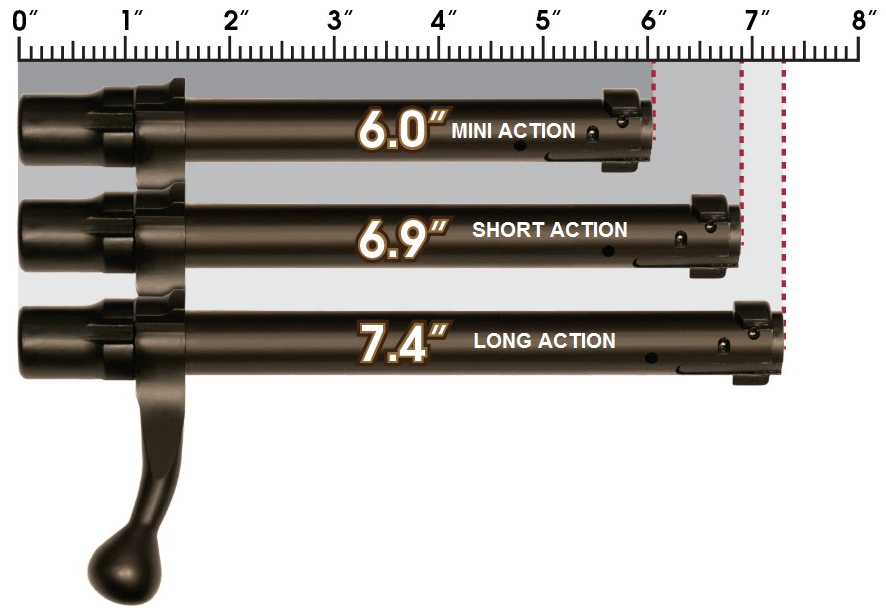 0″ 1″ 2″ 3″ 4″ 5″ 6″ 7″ 8″
6.0″ MINI ACTION
6.9″ SHORT ACTION
7.4″ LONG ACTION